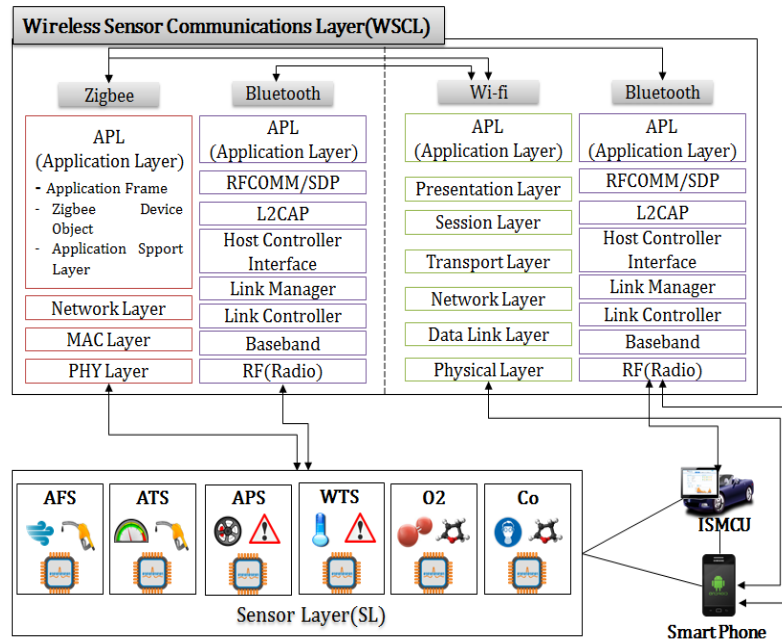 Wireless Sensor Communications Layer(WSCL)
Zigbee
APL
(Application Layer)
- Application Frame
- Zigbee Device
Object
- Application Spport
Layer
Network Layer
MAC Layer
PHY Layer
Bluetooth
APL
(Application Layer)
RFCOMM/SDP
L2CAP
Host Controller
Interface
Link Manager
Link Controller
Baseband
RF(Radio)
Wi-fi
APL
(Application Layer)
Presentation Layer
Session Layer
Transport Layer
Network Layer
Data Link Layer
Physical Layer
Bluetooth
APL
(Application Layer)
RFCOMM/SDP
L2CAP
Host Controller
Interface
Link Manager
Link Controller
Baseband
RF(Radio)
AFS
ATS
APS
WTS
O2
Co
Sensor Layer(SL)
ISMCU
Smart Phone